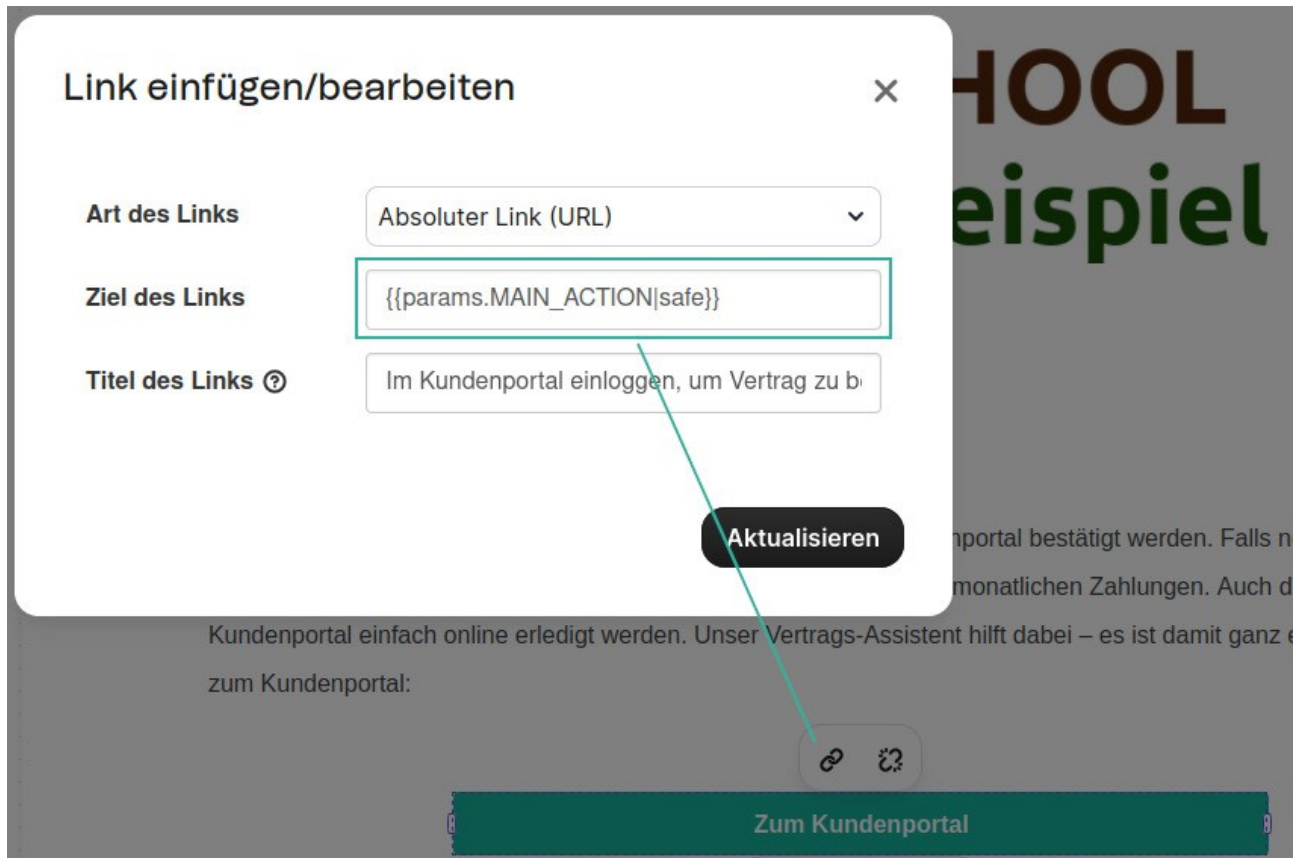 Link einfügen/bearbeiten
HOOL
eispiel
Art des Links
Absoluter Link (URL)
Ziel des Links
{{params.MAIN_ACTION|safe}}
Titel des Links
Im Kundenportal einloggen, um Vertrag zu b
Aktualisieren
nportal bestätigt werden. Falls n
monatlichen Zahlungen. Auch d
Kundenportal einfach online erledigt werden. Unser Vertrags-Assistent hilft dabei – es ist damit ganz e
zum Kundenportal:
Zum Kundenportal